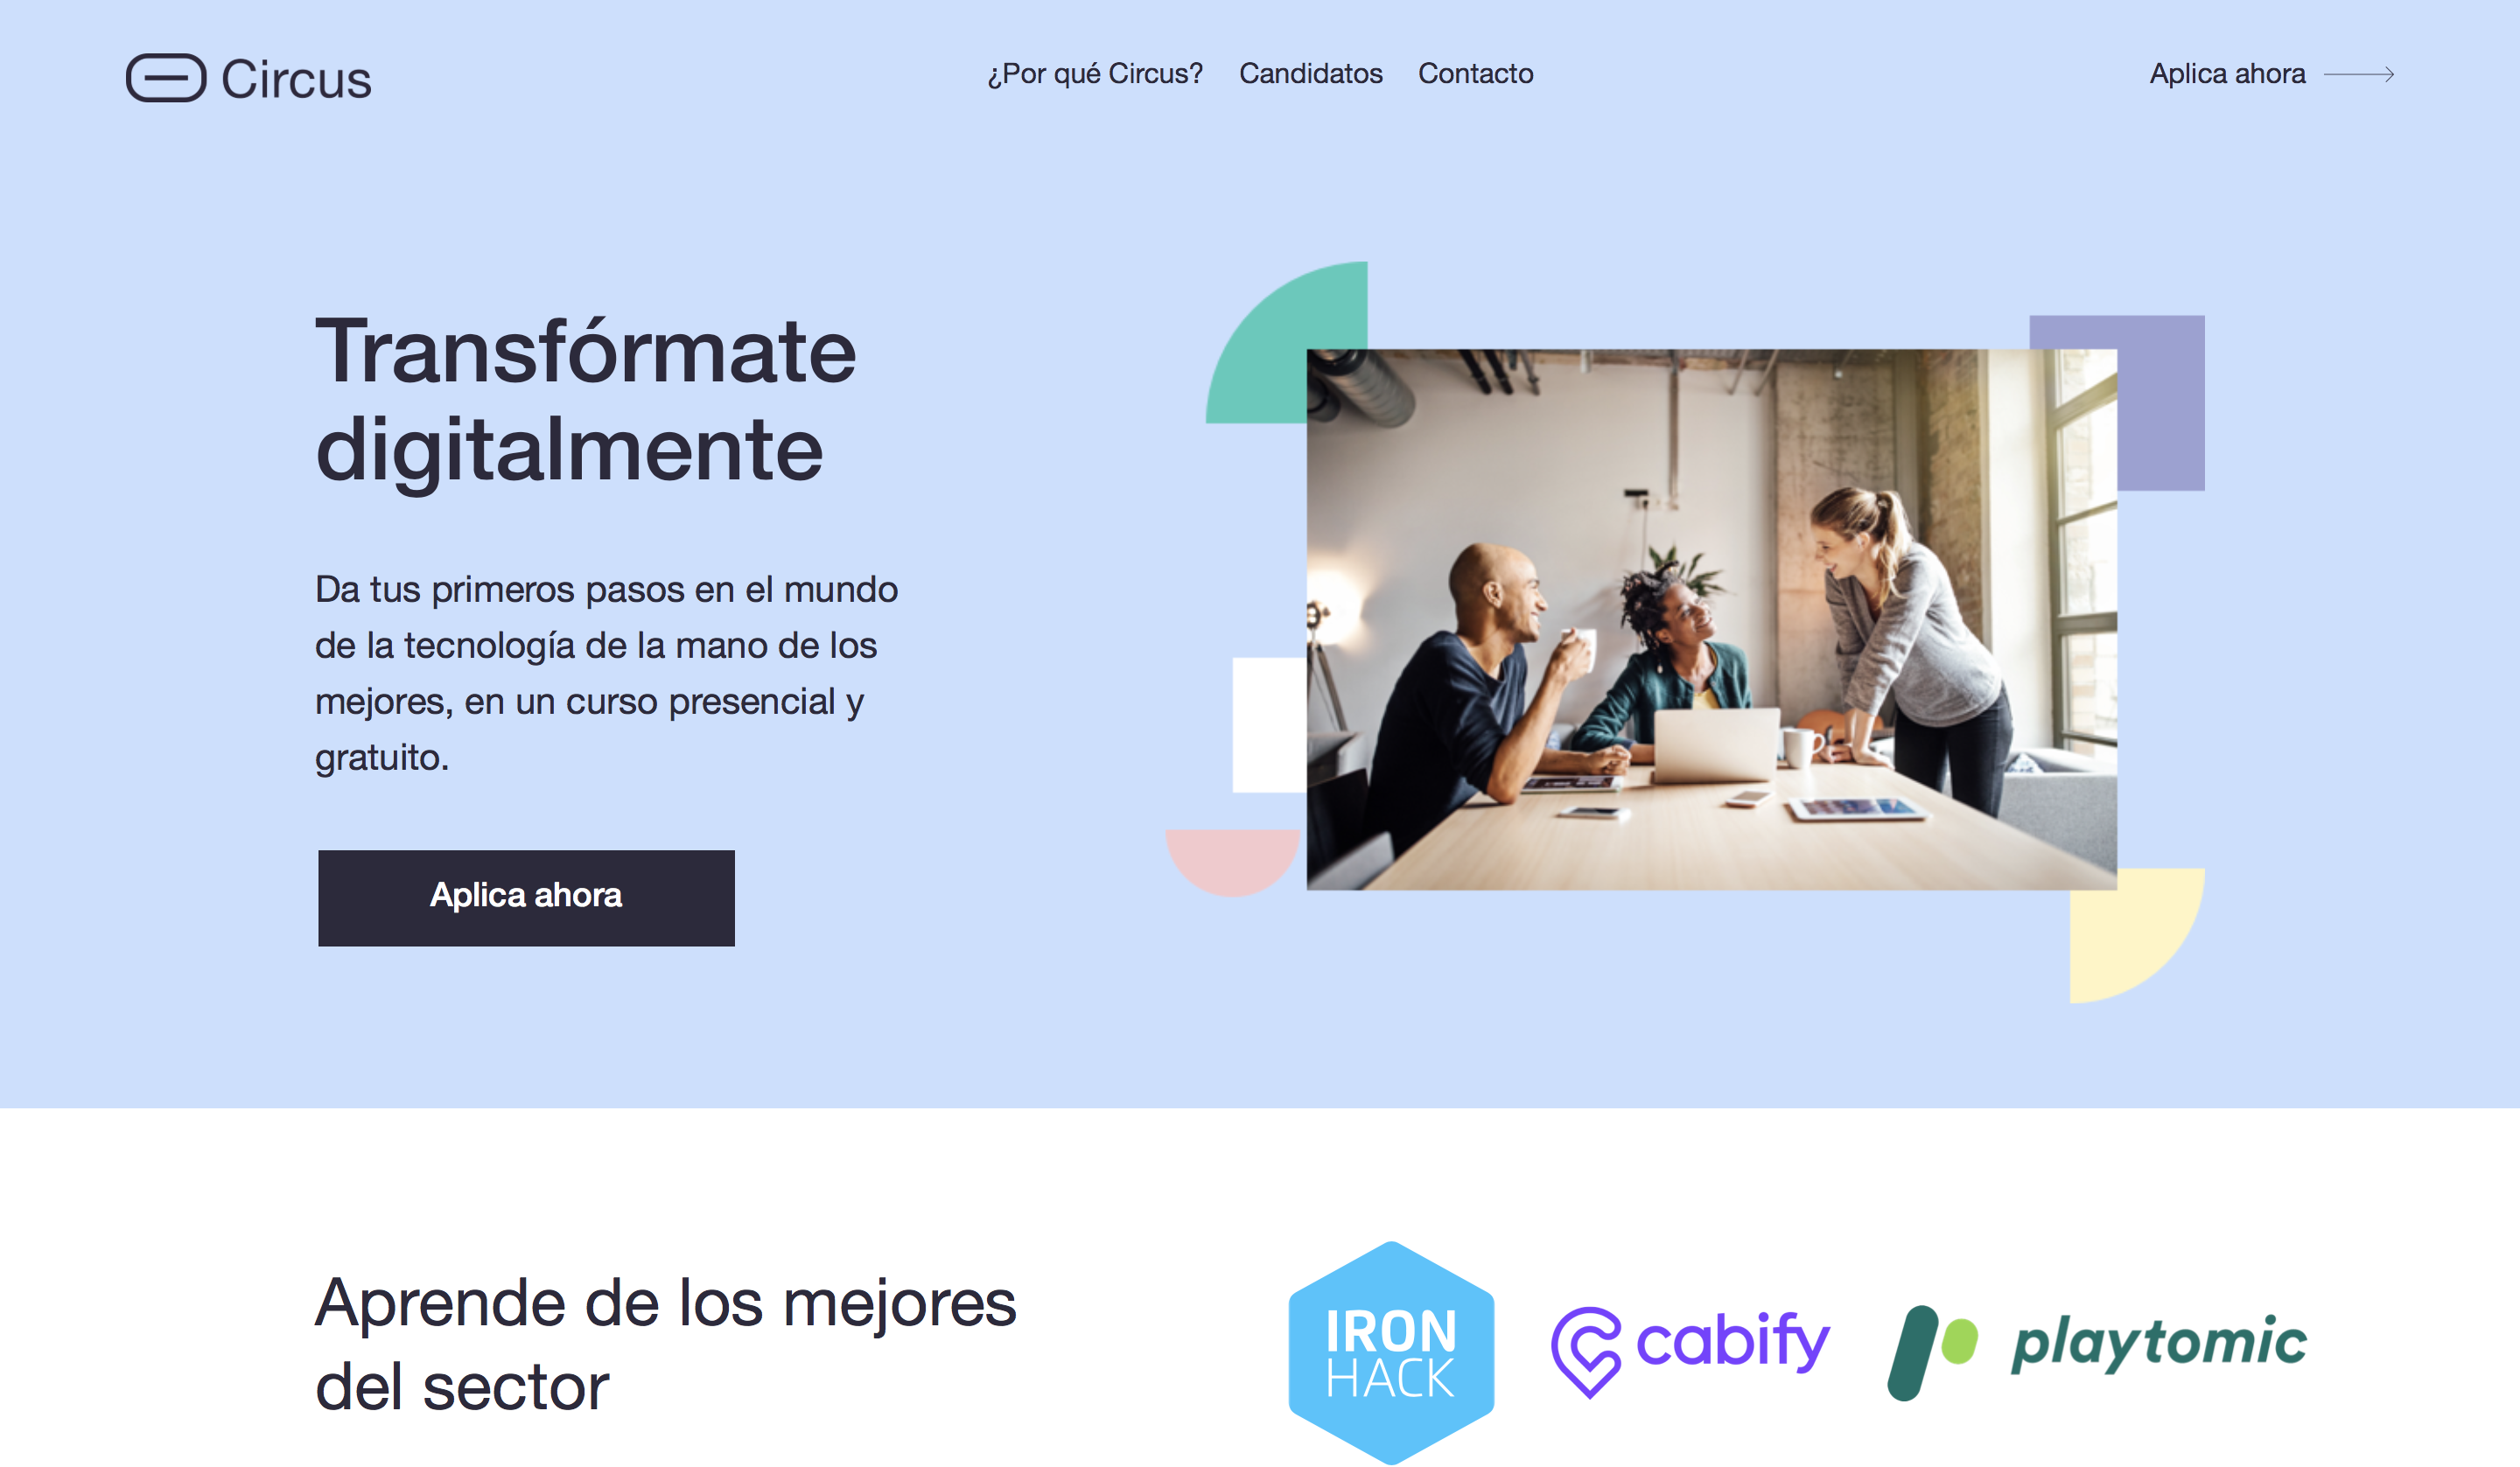 Circus
¿Por qué Circus?
Candidatos
Contacto
Aplica ahora
Transfórmate
digitalmente
Da tus primeros pasos en el mundo
de la tecnología de la mano de los
mejores, en un curso presencial y
gratuito.
Aplica ahora
Aprende de los mejores
del sector
IRON
HACK
cabify
playtomic